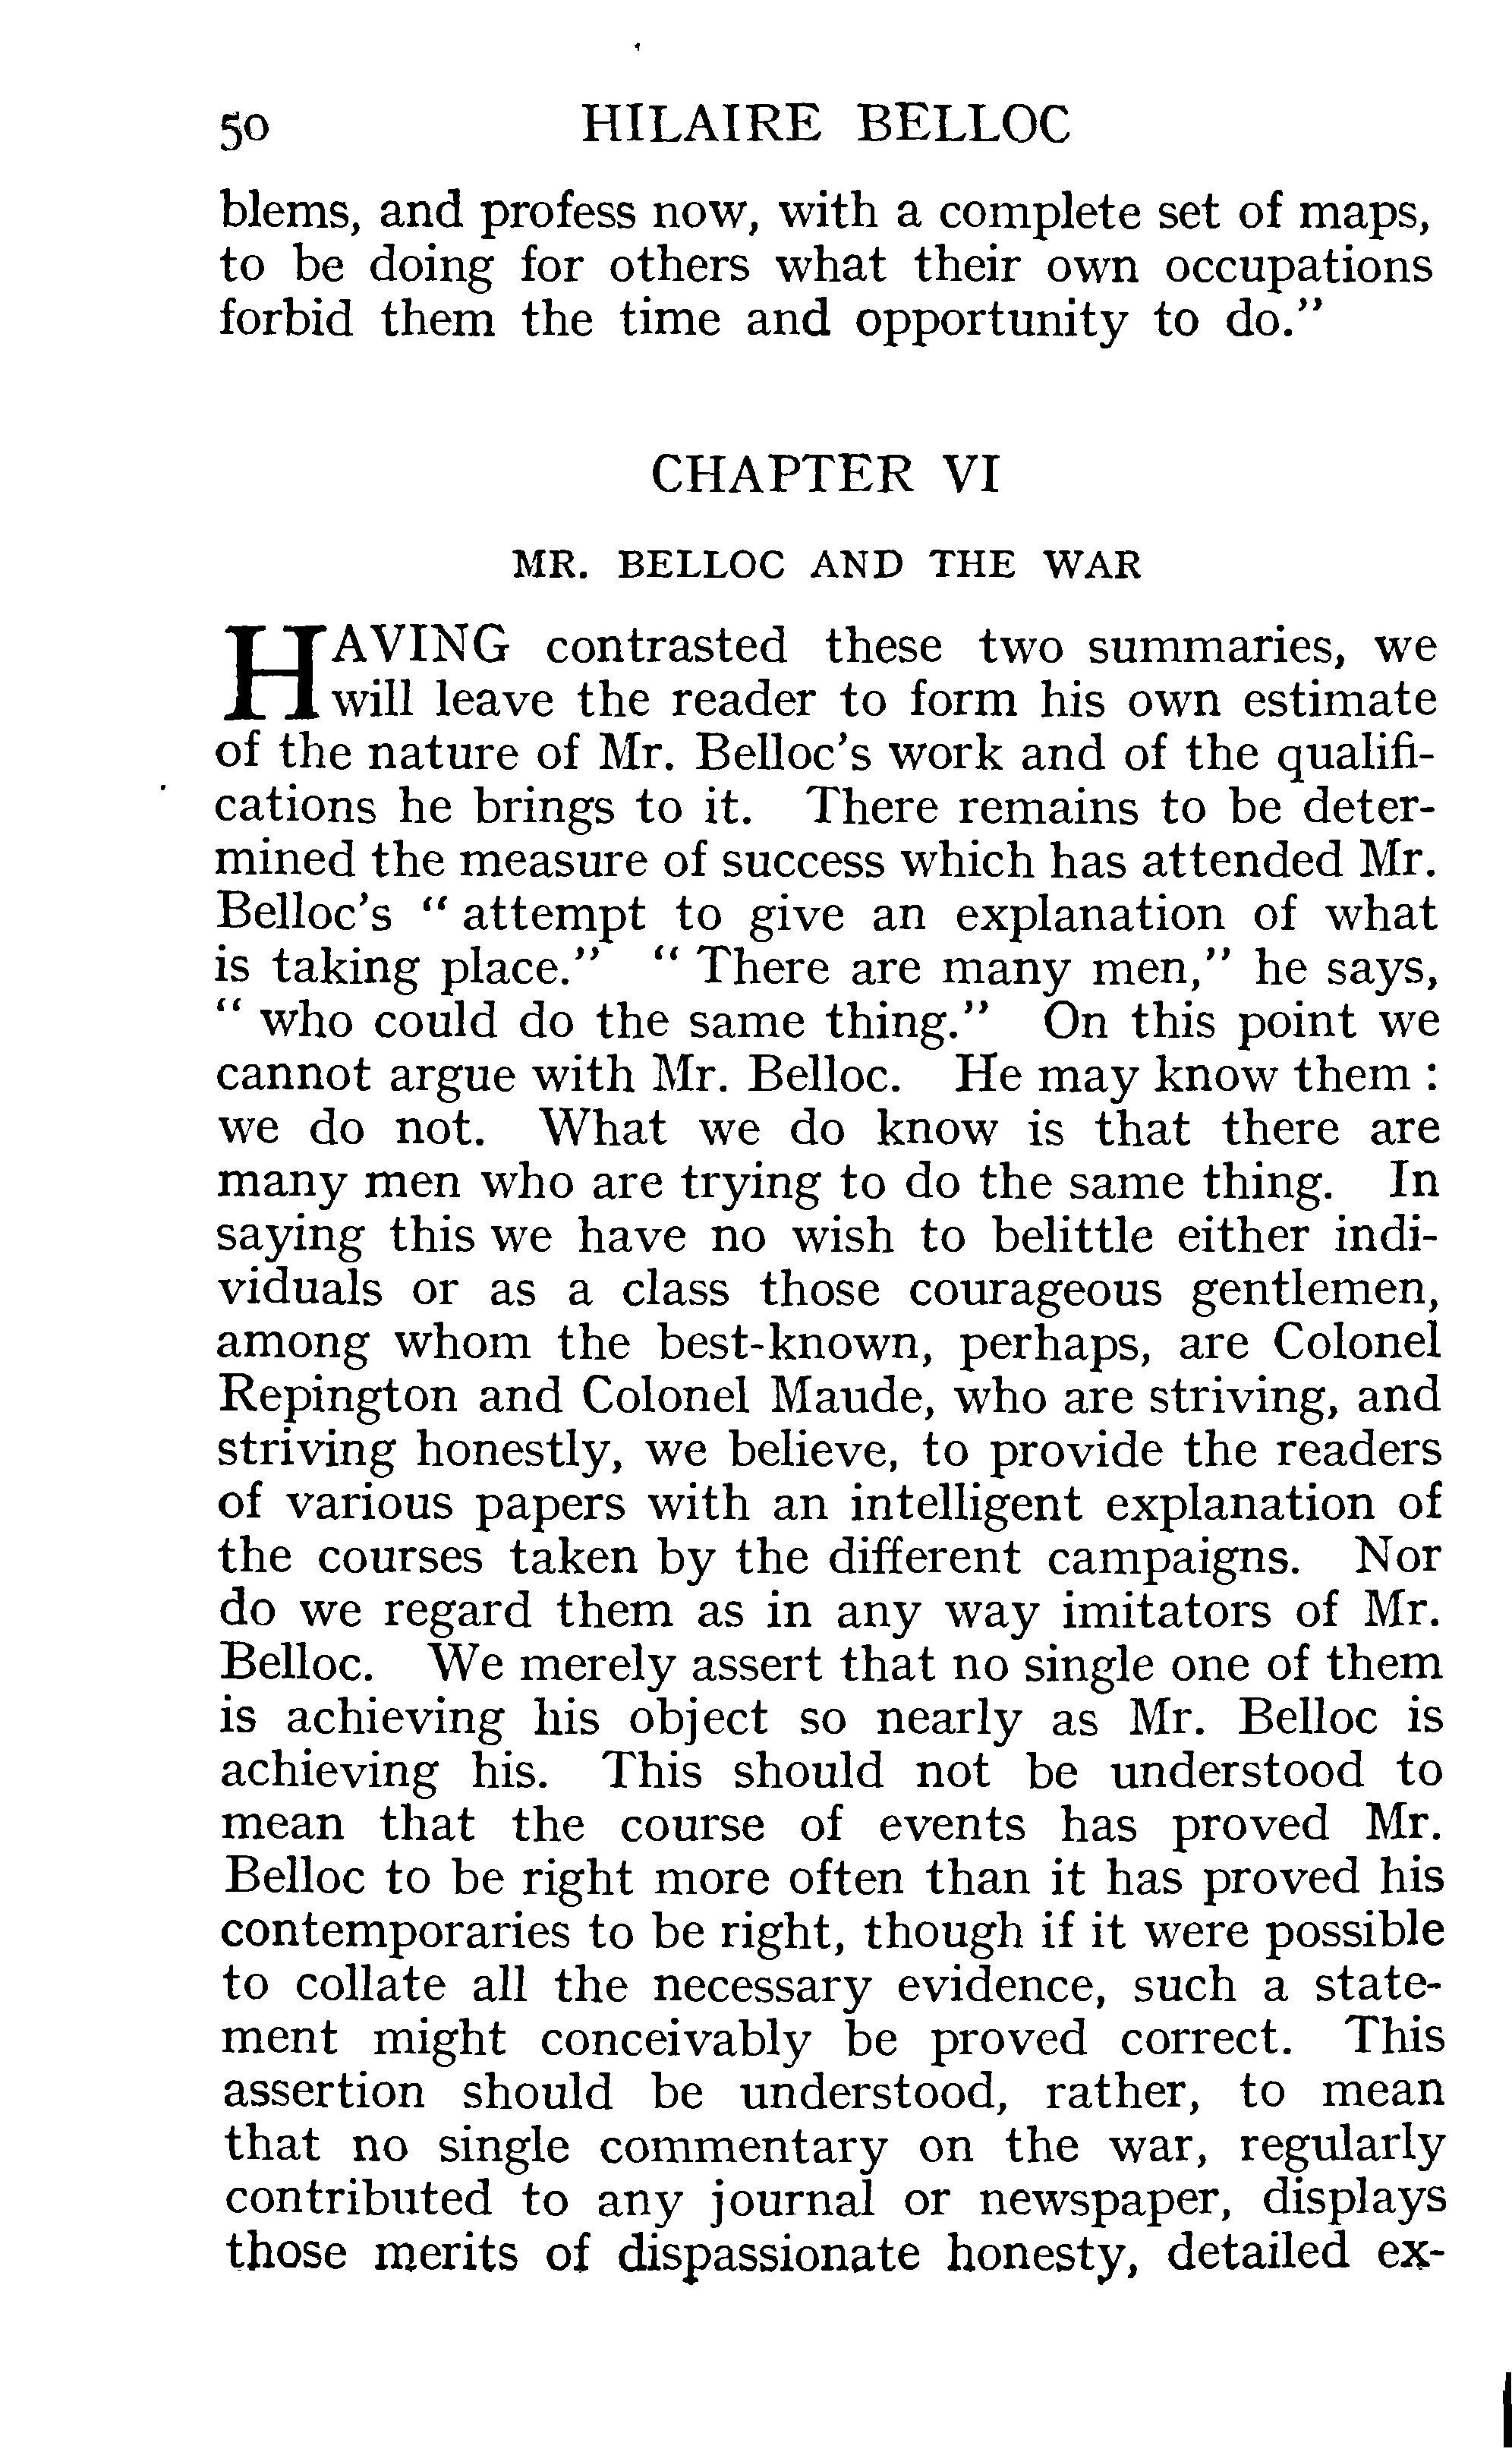 50 HILAIRE BELLOC
blems, and profess now, with a complete set of maps,
to be doing for others what their own occupations
forbid them the time and opportunity to do.”
CHAPTER VI
MR. BELLOC AND THE WAR
HAVING contrasted these two summaries, we
will leave the reader to form his own estimate
of the nature of Mr. Belloc’s work and of the qualifi-
cations he brings to it. There remains to be deter-
mined the measure of success which has attended Mr.
Belloc’s “ attempt to give an explanation of what
is taking place.” “ There are many men,” he says,
“ who could do the same thing.” On this point we
cannot argue with Mr. Belloc. He may know them :
we do not. What we do know is that there are
many men who are trying to do the same thing. In
saying this we have no wish to belittle either indi-
viduals or as a class those courageous gentlemen,
among whom the best-known, perhaps, are Colonel
Repington and Colonel Maude, who are striving, and
striving honestly, we believe, to provide the readers
of various papers with an intelligent explanation of
the courses taken by the different campaigns. Nor
do we regard them as in any way imitators of Mr.
Belloc. We merely assert that no single one of them
is achieving his object so nearly as Mr. Belloc is
achieving his. This should not be understood to
mean that the course of events has proved Mr.
Belloc to be right more often than it has proved his
contemporaries to be right, though if it were possible
to collate all the necessary evidence, such a state-
ment might conceivably be proved correct. This
assertion should be understood, rather, to mean
that no single commentary on the war, regularly
contributed to any journal or newspaper, displays
those merits of dispassionate honesty, detailed ex-